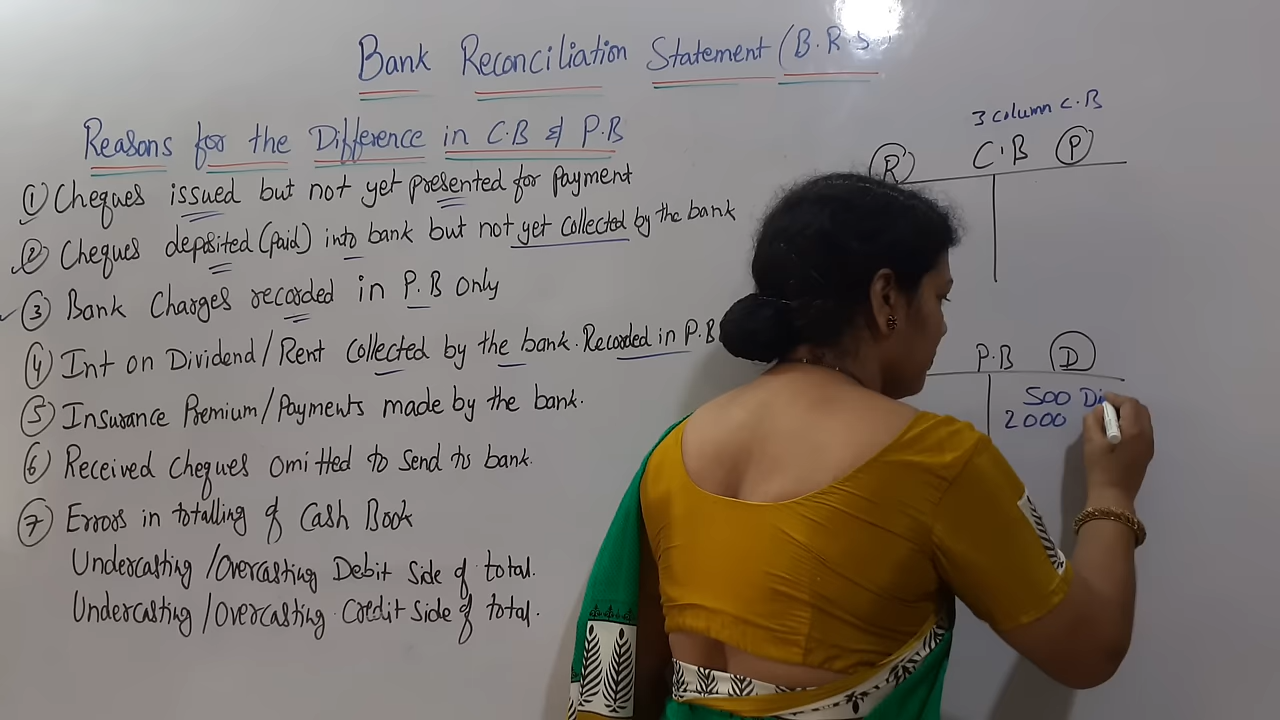 Bank Reconciliation Statement (B.R.S.)
Reasons for the Difference in C.B & P.B
① Cheques issued but not yet presented for payment
② Cheques deposited (paid) into bank but not yet collected by the bank
③ Bank Charges recorded in P.B only
④ Int on Dividend/Rent collected by the bank. Recorded in P.B
⑤ Insurance Premium/Payments made by the bank.
⑥ Received cheques omitted to send to bank.
⑦ Errors in totalling of Cash Book
Undercasting/Overcasting Debit side of total.
Undercasting/Overcasting Credit side of total.
3 column C.B
R C.B P
P.B D
500 Di
2000